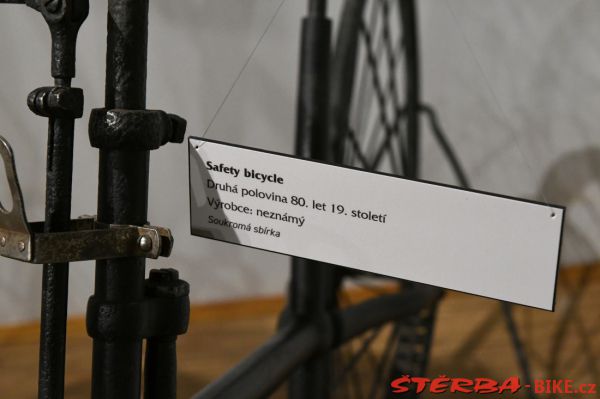 Safety bicycle
Druhá polovina 80. let 19. století
Výrobce: neznámý
Soukromá sbírka
ŠTĚRBA-BIKE.cz